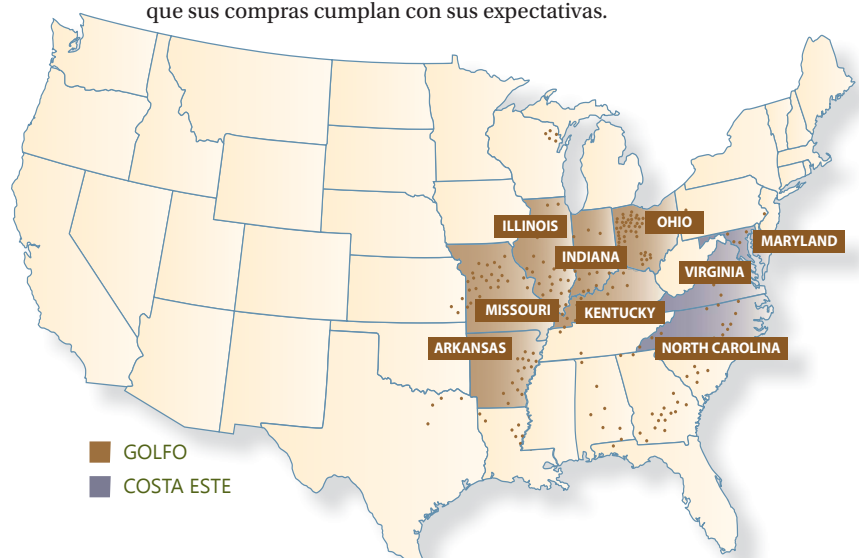 que sus compras cumplan con sus expectativas.
ILLINOIS
OHIO
MARYLAND
INDIANA
VIRGINIA
MISSOURI
KENTUCKY
ARKANSAS
NORTH CAROLINA
GOLFO
COSTA ESTE